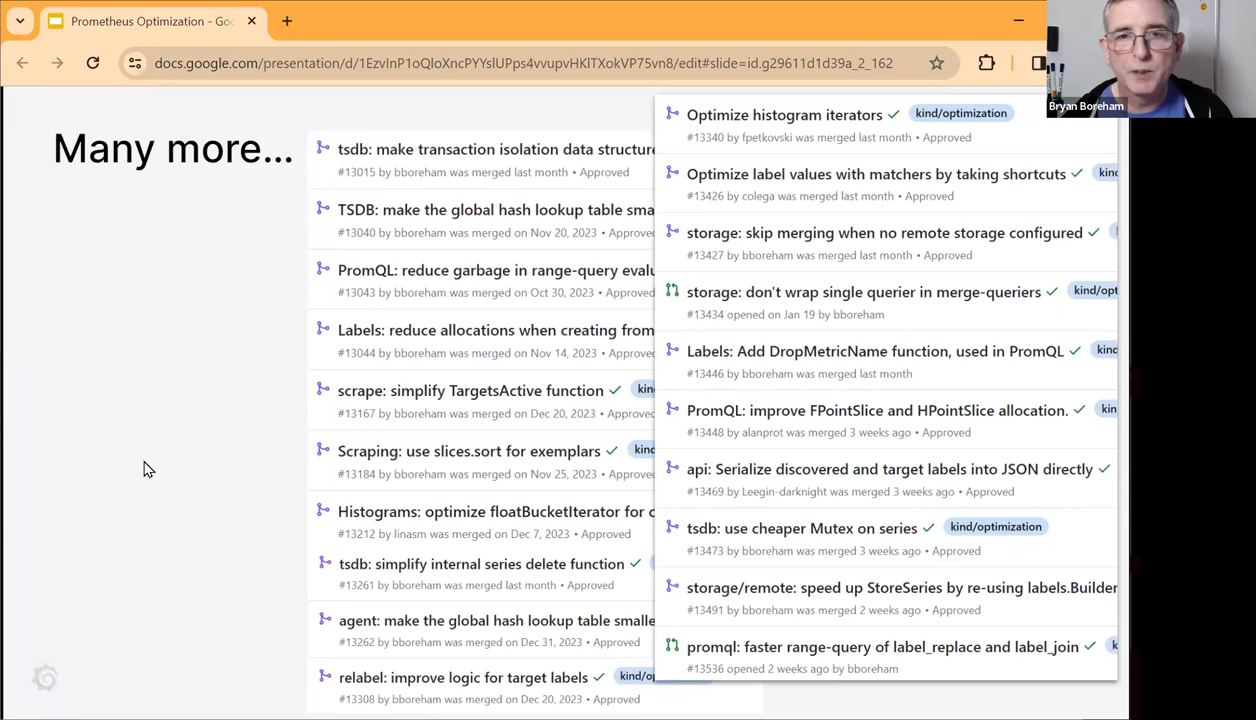 Prometheus Optimization - Goo
docs.google.com/presentation/d/1EzvInP1oQloXncPYYsIUPps4vvupvHKlTXokVP75vn8/edit#slide=id.g29611d1d39a_2_162
Bryan Boreham
Many more...
tsdb: make transaction isolation data structure
#13015 by bboreham was merged last month • Approved
TSDB: make the global hash lookup table sma
#13040 by bboreham was merged on Nov 20, 2023 • Approved
PromQL: reduce garbage in range-query evalu
#13043 by bboreham was merged on Oct 30, 2023 • Approved
Labels: reduce allocations when creating from
#13044 by bboreham was merged on Nov 14, 2023 • Approved
scrape: simplify TargetsActive function kin
#13167 by bboreham was merged on Dec 20, 2023 • Approved
Scraping: use slices.sort for exemplars kind
#13184 by bboreham was merged on Nov 25, 2023 • Approved
Histograms: optimize floatBucketIterator for c
#13212 by linasm was merged on Dec 7, 2023 • Approved
tsdb: simplify internal series delete function
#13261 by bboreham was merged last month • Approved
agent: make the global hash lookup table smalle
#13262 by bboreham was merged on Dec 31, 2023 • Approved
relabel: improve logic for target labels kind/o
#13308 by bboreham was merged on Dec 20, 2023 • Approved
Optimize histogram iterators kind/optimization
#13340 by fpetkovski was merged last month • Approved
Optimize label values with matchers by taking shortcuts kind
#13426 by colega was merged last month • Approved
storage: skip merging when no remote storage configured
#13427 by bboreham was merged last month • Approved
storage: don't wrap single querier in merge-queriers kind/opt
#13434 opened on Jan 19 by bboreham
Labels: Add DropMetricName function, used in PromQL kind
#13446 by bboreham was merged last month
PromQL: improve FPointSlice and HPointSlice allocation. kin
#13448 by alanprot was merged 3 weeks ago • Approved
api: Serialize discovered and target labels into JSON directly
#13469 by Leegin-darknight was merged 3 weeks ago • Approved
tsdb: use cheaper Mutex on series kind/optimization
#13473 by bboreham was merged 3 weeks ago • Approved
storage/remote: speed up StoreSeries by re-using labels.Builder
#13491 by bboreham was merged 2 weeks ago • Approved
promql: faster range-query of label_replace and label_join k
#13536 opened 2 weeks ago by bboreham